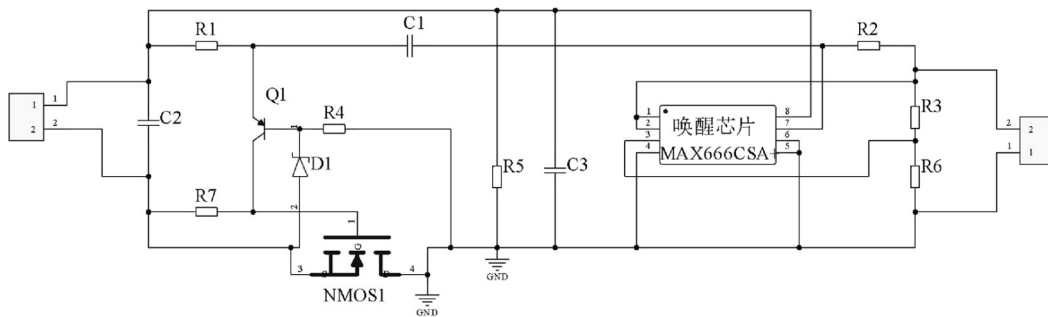 R1
C1
R2
1
1
2
2
C2
Q1
1
R4
D1
2
R7
1
G
3
S
D
4
NMOS1
GND
GND
R5
C3
1
2
3
4
唤醒芯片
MAX666CSA+
8
7
6
5
R3
R6
2
2
1
1